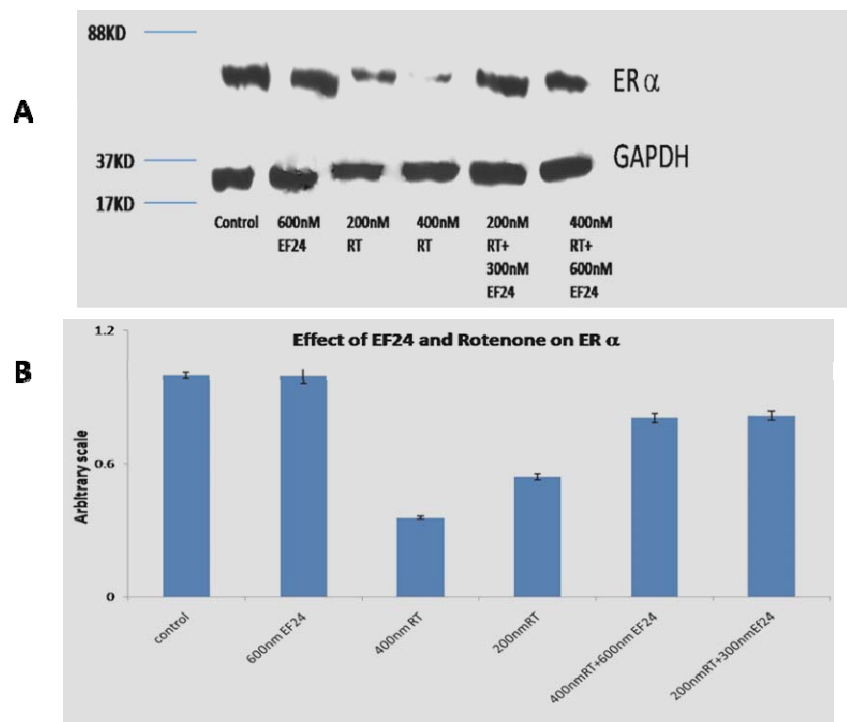 A
88KD
ER α
37KD
GAPDH
17KD
Control
600nM
EF24
200nM
RT
400nM
RT
200nM
RT+
300nM
EF24
400nM
RT+
600nM
EF24
B
Effect of EF24 and Rotenone on ER α
1.2
0.6
0
Arbitrary scale
control
600nm EF24
400nm RT
200nmRT
400nmRT+600nm EF24
200nmRT+300nmEf24